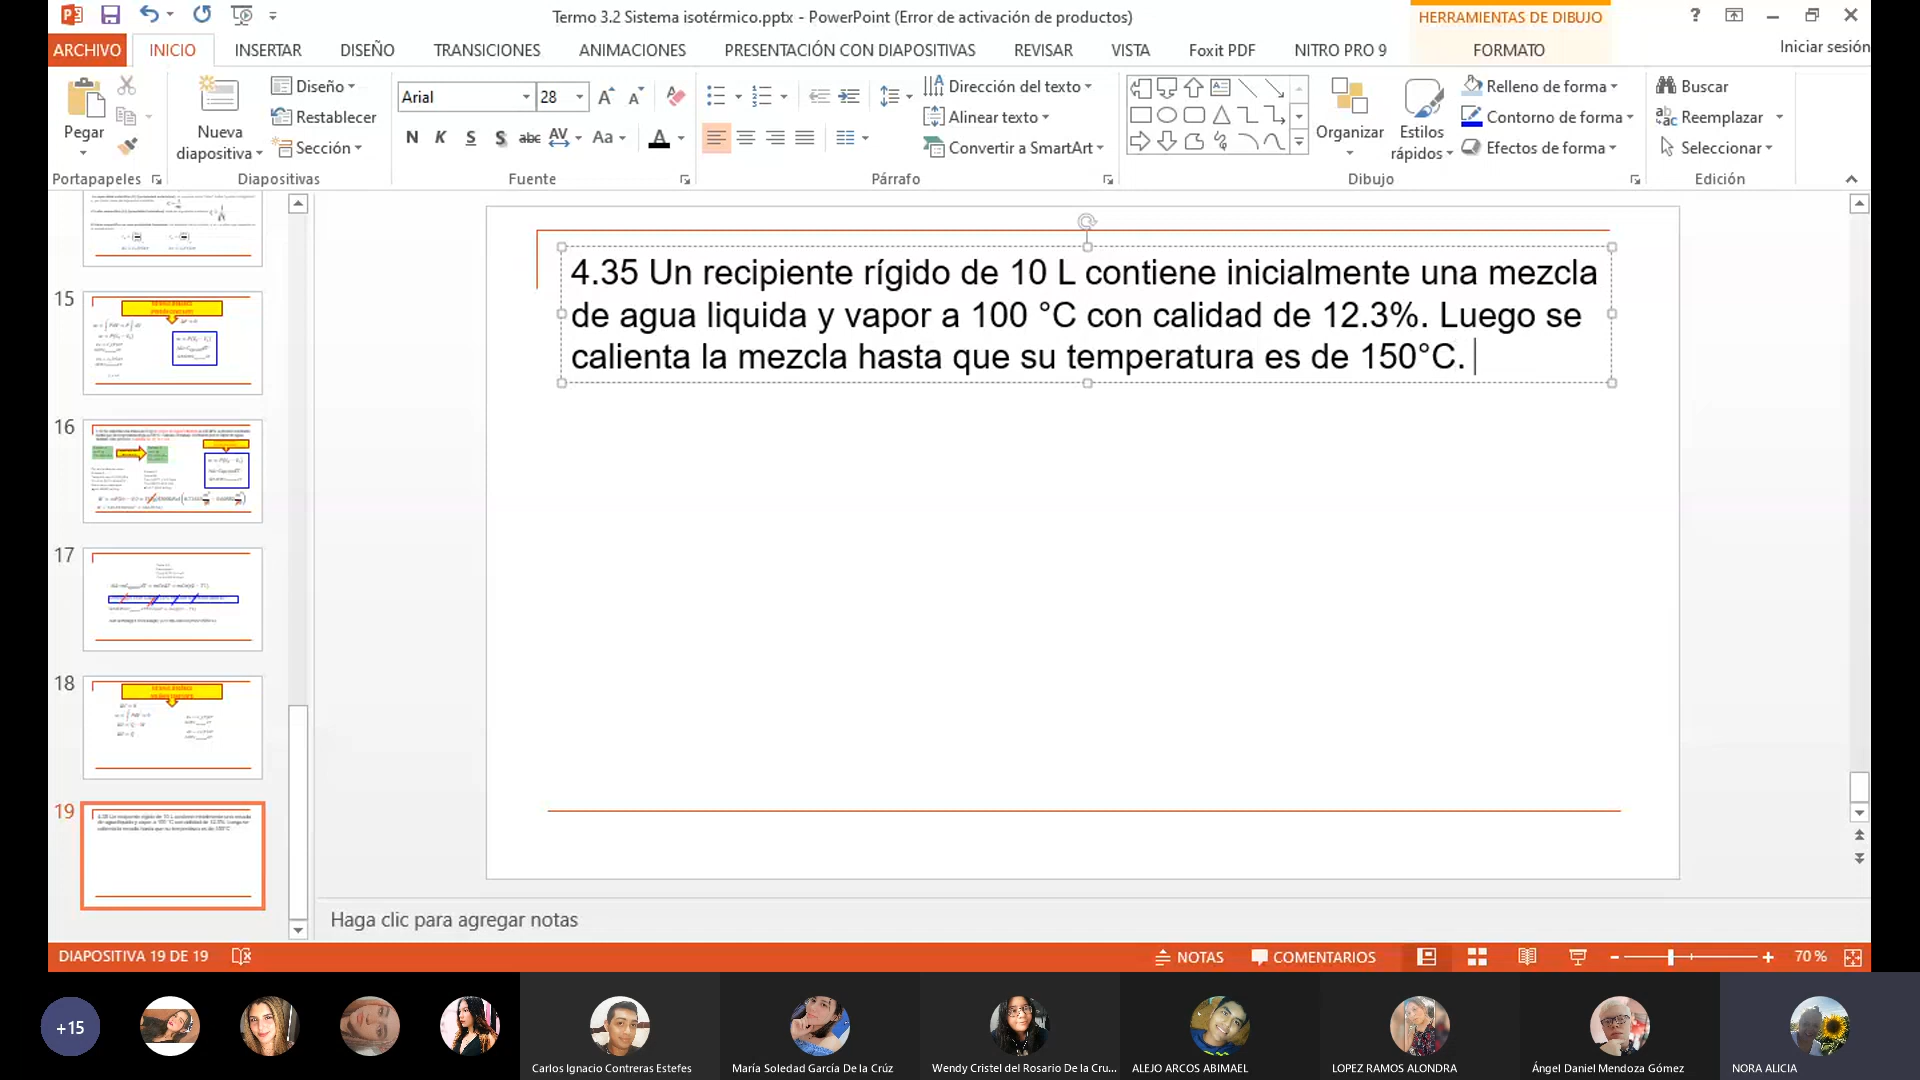 Termo 3.2 Sistema isotérmico.pptx - PowerPoint (Error de activación de productos)
HERRAMIENTAS DE DIBUJO
?
ARCHIVO INICIO INSERTAR DISEÑO TRANSICIONES ANIMACIONES PRESENTACIÓN CON DIAPOSITIVAS REVISAR VISTA Foxit PDF NITRO PRO 9 FORMATO Iniciar sesión
Pegar
Nueva diapositiva
Diseño
Restablecer
Sección
Arial 28
N K S S abc AV Aa A
Dirección del texto
Alinear texto
Convertir a SmartArt
Organizar
Estilos rápidos
Relleno de forma
Contorno de forma
Efectos de forma
Buscar
Reemplazar
Seleccionar
Portapapeles Diapositivas Fuente Párrafo Dibujo Edición
15
16
17
18
19
4.35 Un recipiente rígido de 10 L contiene inicialmente una mezcla
de agua liquida y vapor a 100 °C con calidad de 12.3%. Luego se
calienta la mezcla hasta que su temperatura es de 150°C.
Haga clic para agregar notas
DIAPOSITIVA 19 DE 19 NOTAS COMENTARIOS 70 %
+15
Carlos Ignacio Contreras Estefes
María Soledad García De la Crúz
Wendy Cristel del Rosario De la Cru...
ALEJO ARCOS ABIMAEL
LOPEZ RAMOS ALONDRA
Ángel Daniel Mendoza Gómez
NORA ALICIA